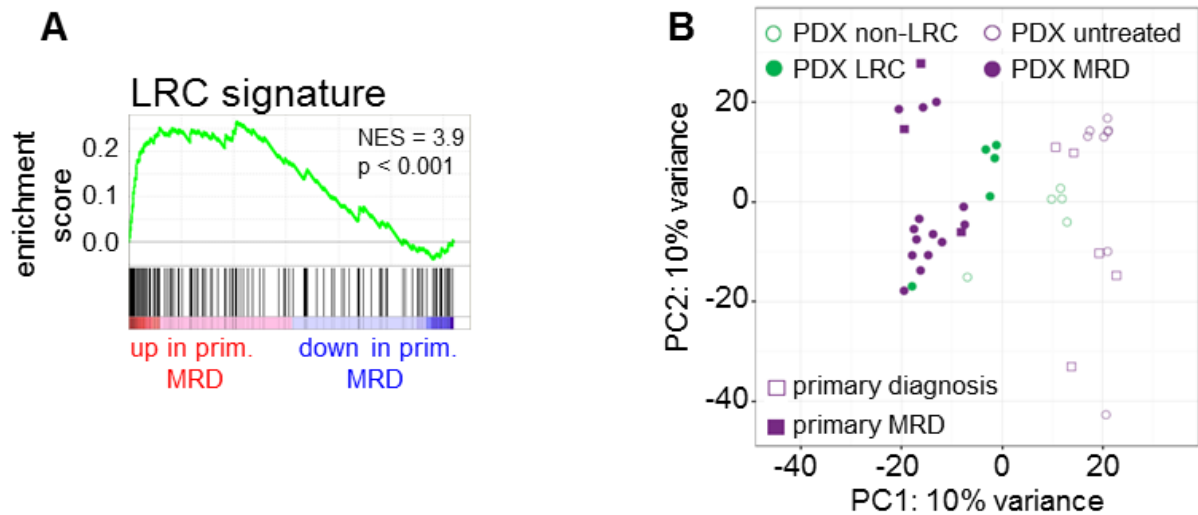 A
LRC signature
enrichment
score
0.2
0.1
0.0
NES = 3.9
p < 0.001
up in prim.
MRD
down in prim.
MRD
B
PDX non-LRC
PDX untreated
PDX LRC
PDX MRD
PC2: 10% variance
20
0
-20
-40
primary diagnosis
primary MRD
-40
-20
0
20
PC1: 10% variance